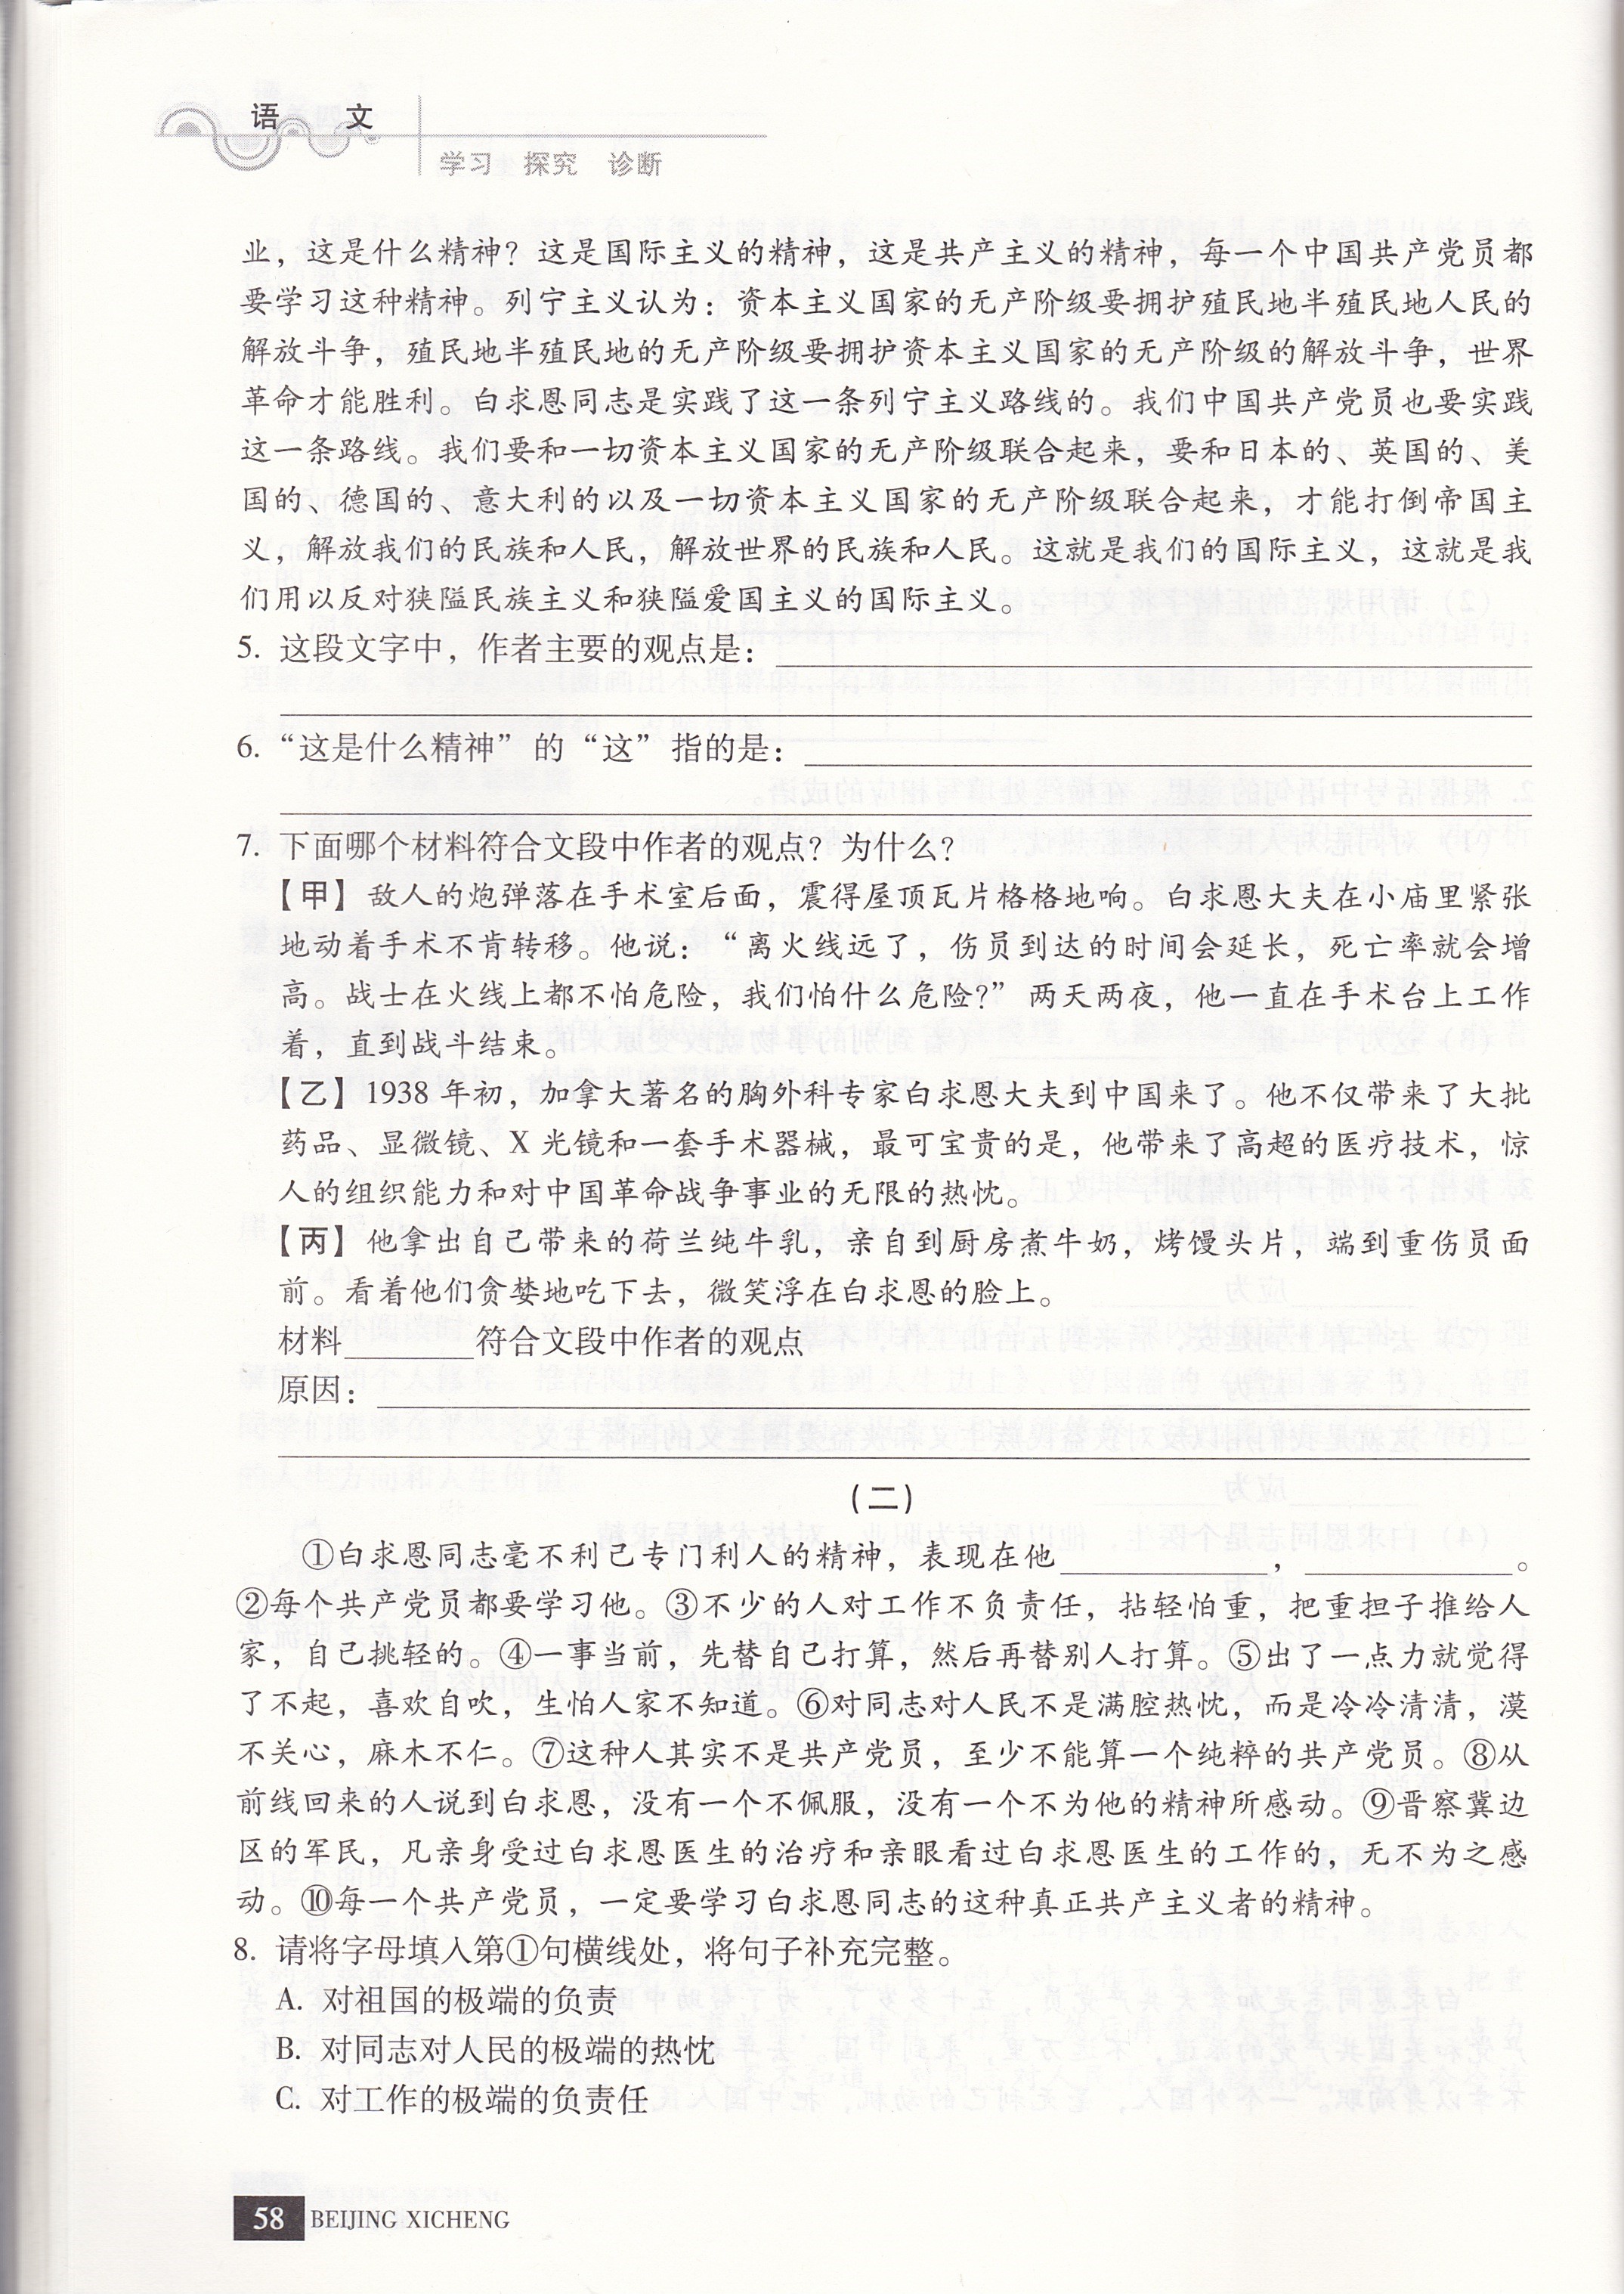 语 文
学习 探究 诊断
业，这是什么精神？这是国际主义的精神，这是共产主义的精神，每一个中国共产党员都
要学习这种精神。列宁主义认为：资本主义国家的无产阶级要拥护殖民地半殖民地人民的
解放斗争，殖民地半殖民地的无产阶级要拥护资本主义国家的无产阶级的解放斗争，世界
革命才能胜利。白求恩同志是实践了这一条列宁主义路线的。我们中国共产党员也要实践
这一条路线。我们要和一切资本主义国家的无产阶级联合起来，要和日本的、英国的、美
国的、德国的、意大利的以及一切资本主义国家的无产阶级联合起来，才能打倒帝国主
义，解放我们的民族和人民，解放世界的民族和人民。这就是我们的国际主义，这就是我
们用以反对狭隘民族主义和狭隘爱国主义的国际主义。
5. 这段文字中，作者主要的观点是：
6. “这是什么精神”的“这”指的是：
7. 下面哪个材料符合文段中作者的观点？为什么？
【甲】敌人的炮弹落在手术室后面，震得屋顶瓦片格格地响。白求恩大夫在小庙里紧张
地动着手术不肯转移。他说：“离火线远了，伤员到达的时间会延长，死亡率就会增
高。战士在火线上都不怕危险，我们怕什么危险？”两天两夜，他一直在手术台上工作
着，直到战斗结束。
【乙】1938 年初，加拿大著名的胸外科专家白求恩大夫到中国来了。他不仅带来了大批
药品、显微镜、X 光镜和一套手术器械，最可宝贵的是，他带来了高超的医疗技术，惊
人的组织能力和对中国革命战争事业的无限的热忱。
【丙】他拿出自己带来的荷兰纯牛乳，亲自到厨房煮牛奶，烤馒头片，端到重伤员面
前。看着他们贪婪地吃下去，微笑浮在白求恩的脸上。
材料________符合文段中作者的观点
原因：
（二）
①白求恩同志毫不利己专门利人的精神，表现在他____________，____________。
②每个共产党员都要学习他。③不少的人对工作不负责任，拈轻怕重，把重担子推给人
家，自己挑轻的。④一事当前，先替自己打算，然后再替别人打算。⑤出了一点力就觉得
了不起，喜欢自吹，生怕人家不知道。⑥对同志对人民不是满腔热忱，而是冷冷清清，漠
不关心，麻木不仁。⑦这种人其实不是共产党员，至少不能算一个纯粹的共产党员。⑧从
前线回来的人说到白求恩，没有一个不佩服，没有一个不为他的精神所感动。⑨晋察冀边
区的军民，凡亲身受过白求恩医生的治疗和亲眼看过白求恩医生的工作的，无不为之感
动。⑩每一个共产党员，一定要学习白求恩同志的这种真正共产主义者的精神。
8. 请将字母填入第①句横线处，将句子补充完整。
A. 对祖国的极端的负责
B. 对同志对人民的极端的热忱
C. 对工作的极端的负责任
58 BEIJING XICHENG